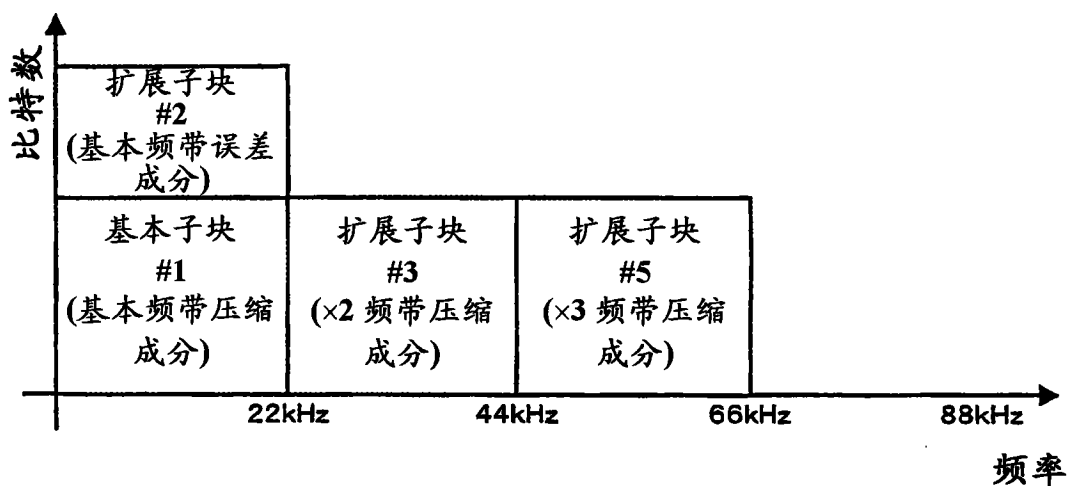 比特数
扩展子块
#2
(基本频带误差
成分)
基本子块
#1
(基本频带压缩
成分)
扩展子块
#3
(×2 频带压缩
成分)
扩展子块
#5
(×3 频带压缩
成分)
22kHz
44kHz
66kHz
88kHz
频率